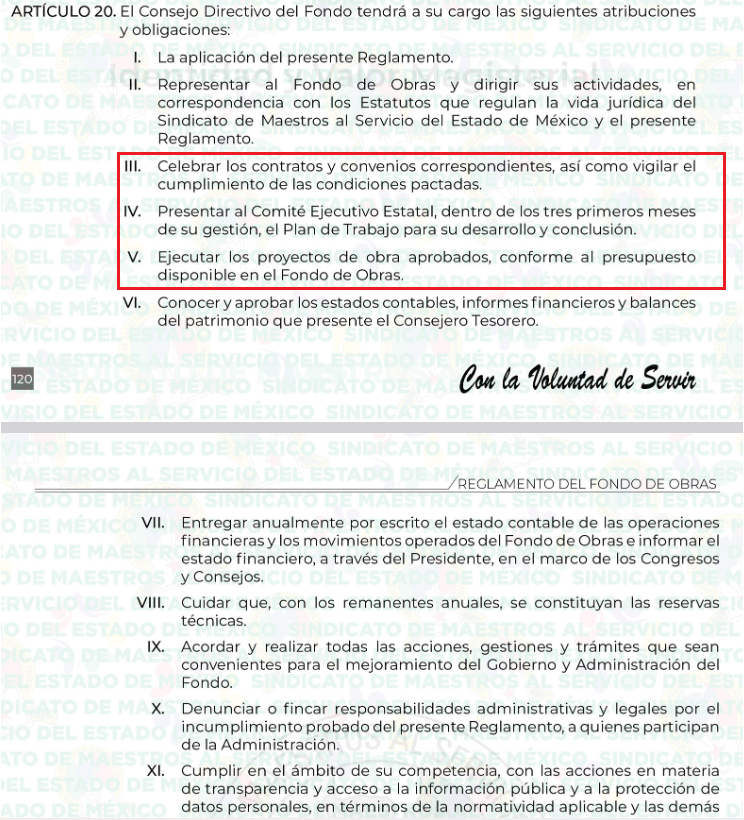 ARTÍCULO 20. El Consejo Directivo del Fondo tendrá a su cargo las siguientes atribuciones
y obligaciones:
I. La aplicación del presente Reglamento.
Identidad y Valor Magisterial
II. Representar al Fondo de Obras y dirigir sus actividades, en
correspondencia con los Estatutos que regulan la vida jurídica del
Sindicato de Maestros al Servicio del Estado de México y el presente
Reglamento.
III. Celebrar los contratos y convenios correspondientes, así como vigilar el
cumplimiento de las condiciones pactadas.
IV. Presentar al Comité Ejecutivo Estatal, dentro de los tres primeros meses
de su gestión, el Plan de Trabajo para su desarrollo y conclusión.
V. Ejecutar los proyectos de obra aprobados, conforme al presupuesto
disponible en el Fondo de Obras.
VI. Conocer y aprobar los estados contables, informes financieros y balances
del patrimonio que presente el Consejero Tesorero.
120
Con la Voluntad de Servir
REGLAMENTO DEL FONDO DE OBRAS
VII. Entregar anualmente por escrito el estado contable de las operaciones
financieras y los movimientos operados del Fondo de Obras e informar el
estado financiero, a través del Presidente, en el marco de los Congresos
y Consejos.
VIII. Cuidar que, con los remanentes anuales, se constituyan las reservas
técnicas.
IX. Acordar y realizar todas las acciones, gestiones y trámites que sean
convenientes para el mejoramiento del Gobierno y Administración del
Fondo.
X. Denunciar o fincar responsabilidades administrativas y legales por el
incumplimiento probado del presente Reglamento, a quienes participan
de la Administración.
XI. Cumplir en el ámbito de su competencia, con las acciones en materia
de transparencia y acceso a la información pública y a la protección de
datos personales, en términos de la normatividad aplicable y las demás